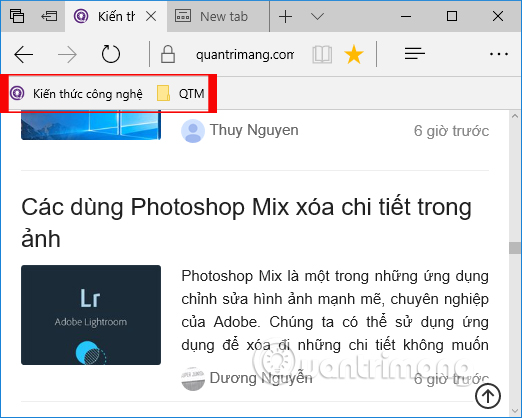 Kiến th
New tab
quantrimang.com
Kiến thức công nghệ
QTM
Thuy Nguyen
6 giờ trước
Các dùng Photoshop Mix xóa chi tiết trong
ảnh
Lr
Adobe Lightroom
Photoshop Mix là một trong những ứng dụng
chỉnh sửa hình ảnh mạnh mẽ, chuyên nghiệp
của Adobe. Chúng ta có thể sử dụng ứng
dụng để xóa đi những chi tiết không muốn
Quantrimang
Dương Nguyễn
6 giờ trước